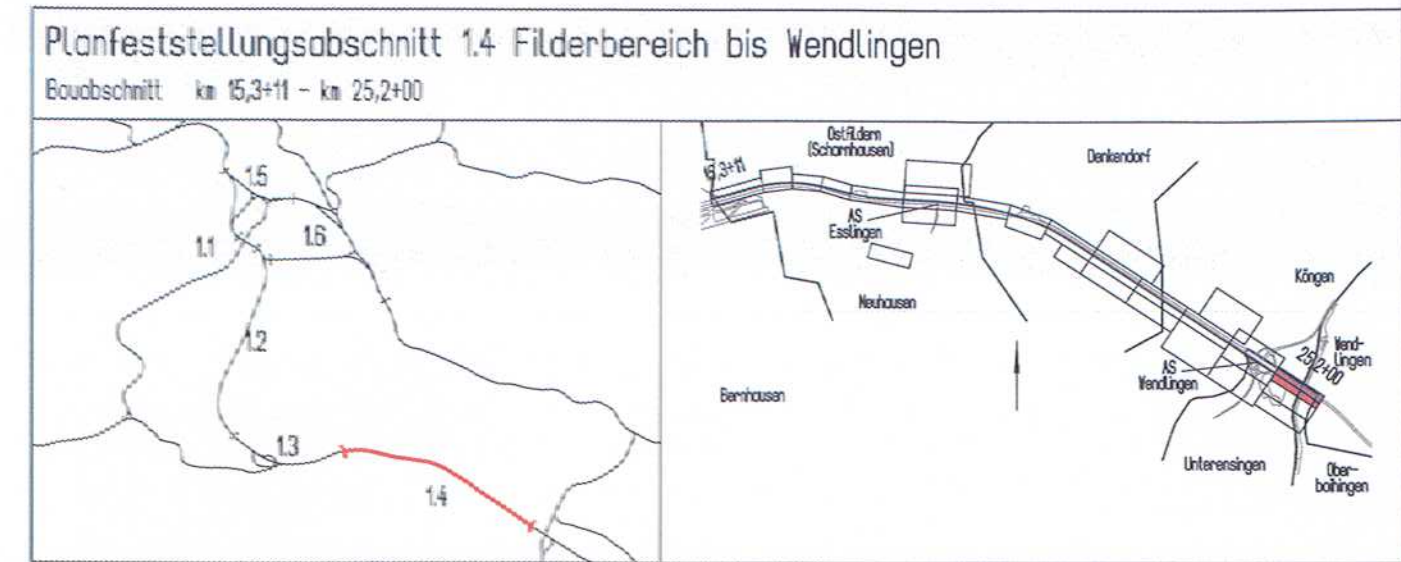 Planfeststellungsabschnitt 1.4 Filderbereich bis Wendlingen
Bauabschnitt km 15,3+11 - km 25,2+00
1.5
1.1
1.6
1.2
1.3
1.4
15,3+11
Ostfildern
(Scharnhausen)
Denkendorf
AS
Esslingen
Neuhausen
Köngen
Wend-
lingen
25,2+00
AS
Wendlingen
Bernhausen
Unterensingen
Ober-
boihingen